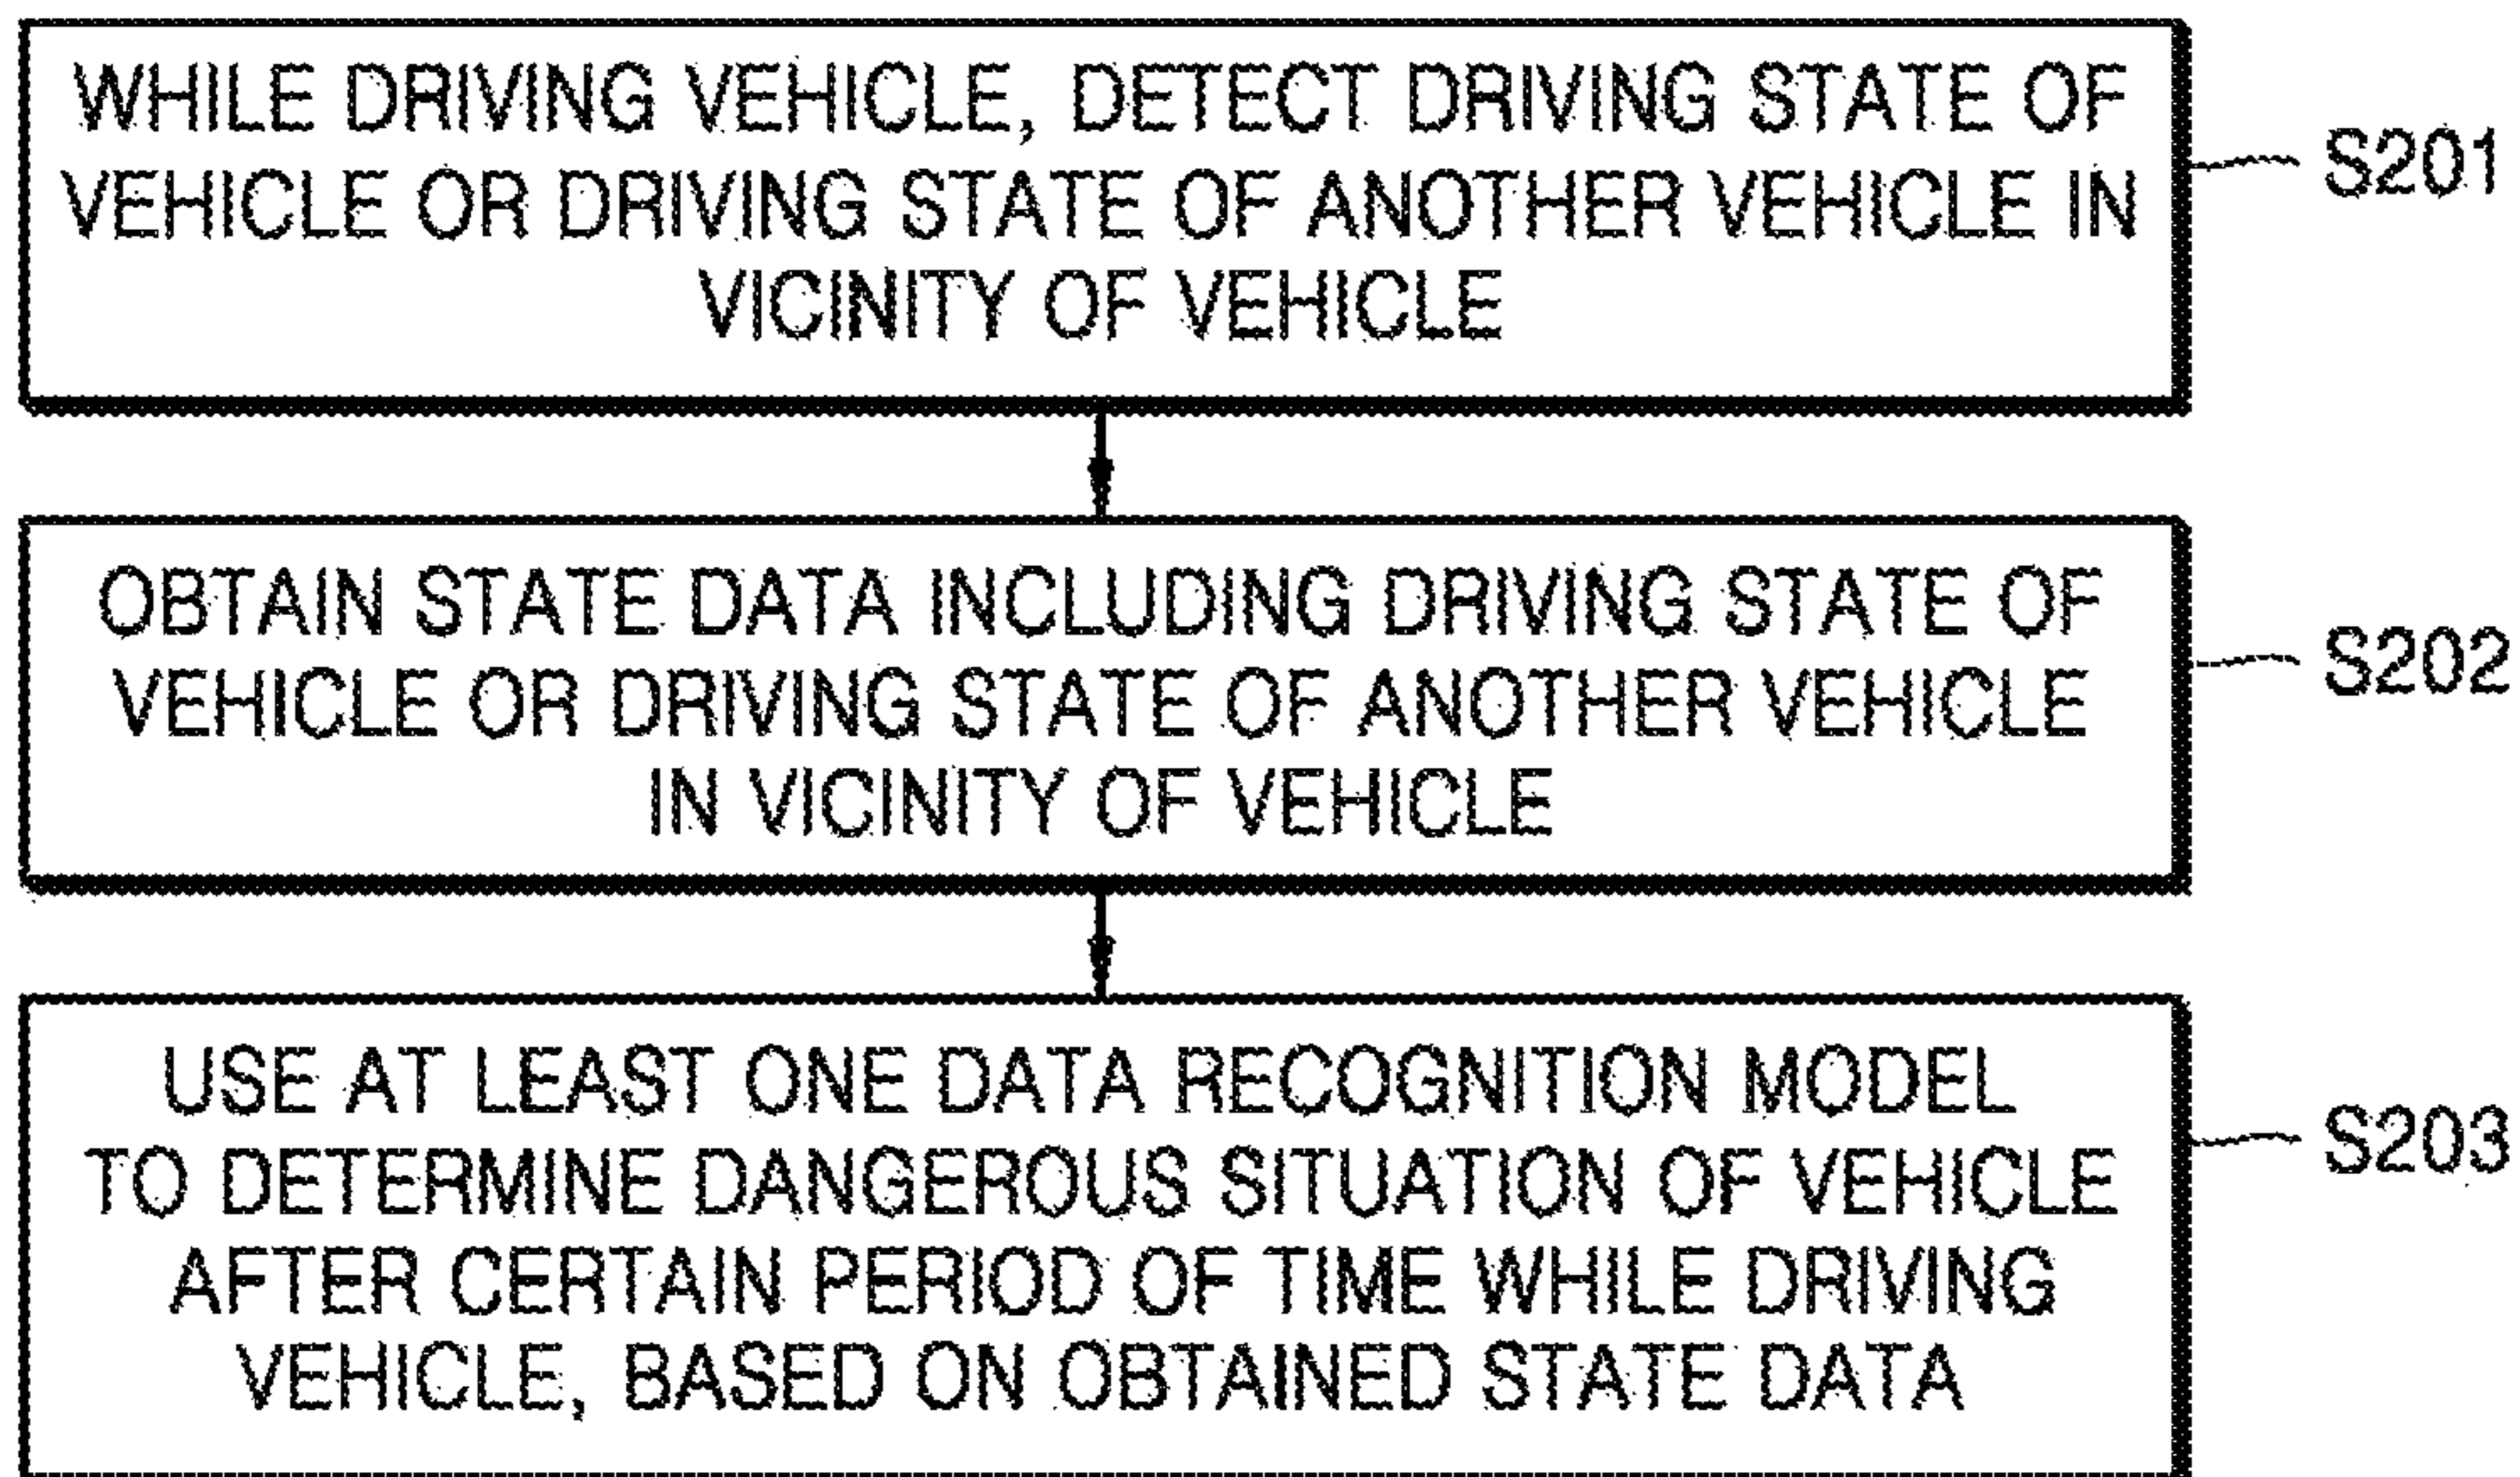 WHILE DRIVING VEHICLE, DETECT DRIVING STATE OF
VEHICLE OR DRIVING STATE OF ANOTHER VEHICLE IN
VICINITY OF VEHICLE
S201
OBTAIN STATE DATA INCLUDING DRIVING STATE OF
VEHICLE OR DRIVING STATE OF ANOTHER VEHICLE
IN VICINITY OF VEHICLE
S202
USE AT LEAST ONE DATA RECOGNITION MODEL
TO DETERMINE DANGEROUS SITUATION OF VEHICLE
AFTER CERTAIN PERIOD OF TIME WHILE DRIVING
VEHICLE, BASED ON OBTAINED STATE DATA
S203